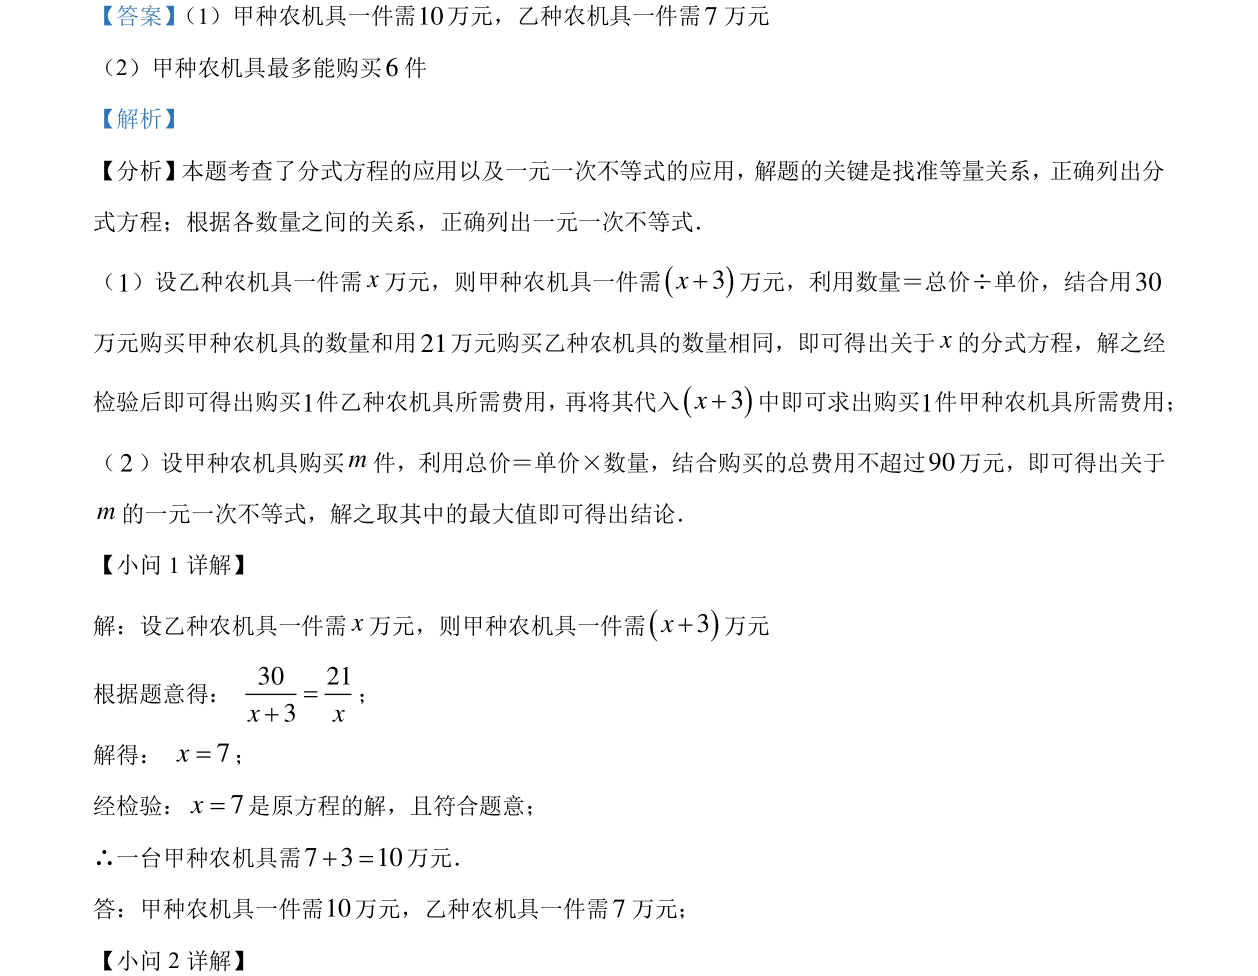 【答案】（1）甲种农机具一件需10万元，乙种农机具一件需7万元
（2）甲种农机具最多能购买6件
【解析】
【分析】本题考查了分式方程的应用以及一元一次不等式的应用，解题的关键是找准等量关系，正确列出分
式方程；根据各数量之间的关系，正确列出一元一次不等式．
（1）设乙种农机具一件需x万元，则甲种农机具一件需(x+3)万元，利用数量＝总价÷单价，结合用30
万元购买甲种农机具的数量和用21万元购买乙种农机具的数量相同，即可得出关于x的分式方程，解之经
检验后即可得出购买1件乙种农机具所需费用，再将其代入(x+3)中即可求出购买1件甲种农机具所需费用；
（2）设甲种农机具购买m件，利用总价＝单价×数量，结合购买的总费用不超过90万元，即可得出关于
m的一元一次不等式，解之取其中的最大值即可得出结论．
【小问1详解】
解：设乙种农机具一件需x万元，则甲种农机具一件需(x+3)万元
根据题意得： 30/(x+3)=21/x；
解得： x=7；
经检验： x=7是原方程的解，且符合题意；
∴一台甲种农机具需7+3=10万元．
答：甲种农机具一件需10万元，乙种农机具一件需7万元；
【小问2详解】